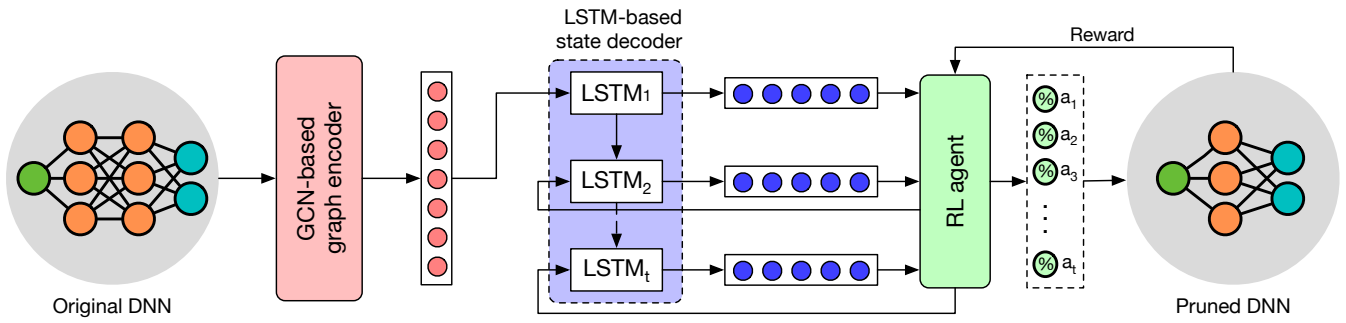 Original DNN
GCN-based
graph encoder
LSTM-based
state decoder
LSTM₁
LSTM₂
LSTMₜ
RL agent
Reward
% a₁
% a₂
% a₃
% aₜ
Pruned DNN